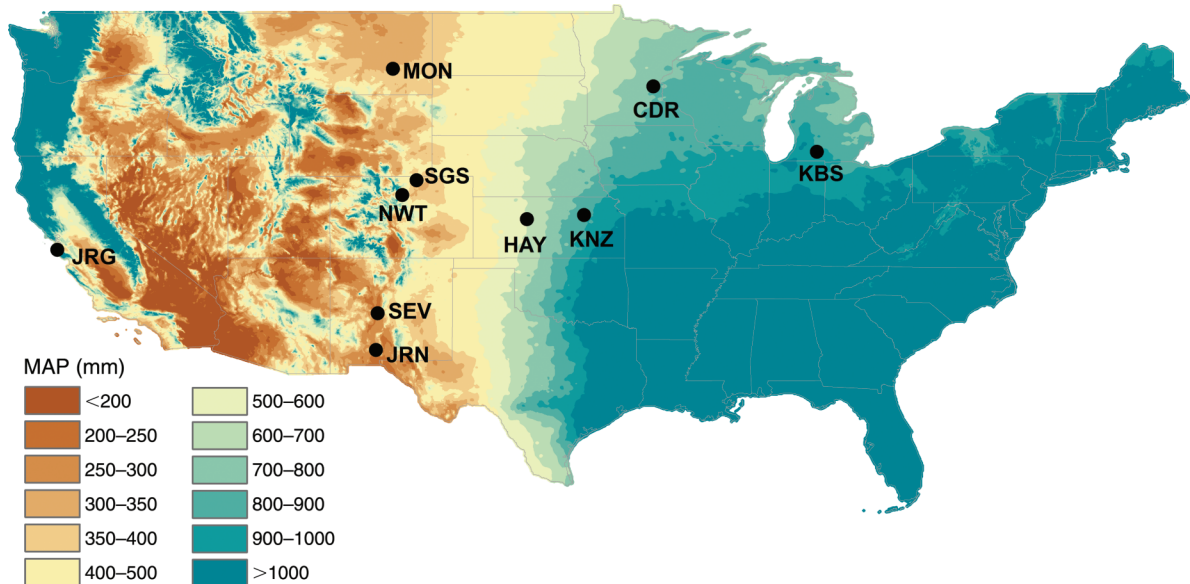 MON
CDR
KBS
SGS
NWT
HAY
KNZ
JRG
SEV
JRN
MAP (mm)
<200
200–250
250–300
300–350
350–400
400–500
500–600
600–700
700–800
800–900
900–1000
>1000